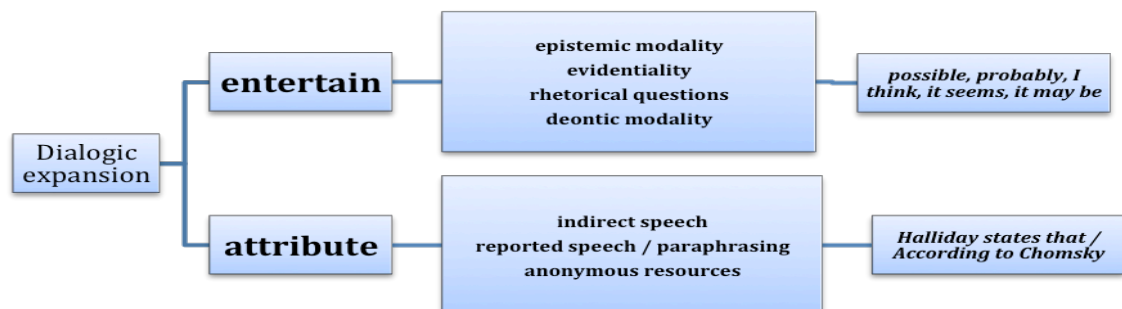 Dialogic
expansion
entertain
epistemic modality
evidentiality
rhetorical questions
deontic modality
possible, probably, I
think, it seems, it may be
attribute
indirect speech
reported speech / paraphrasing
anonymous resources
Halliday states that /
According to Chomsky